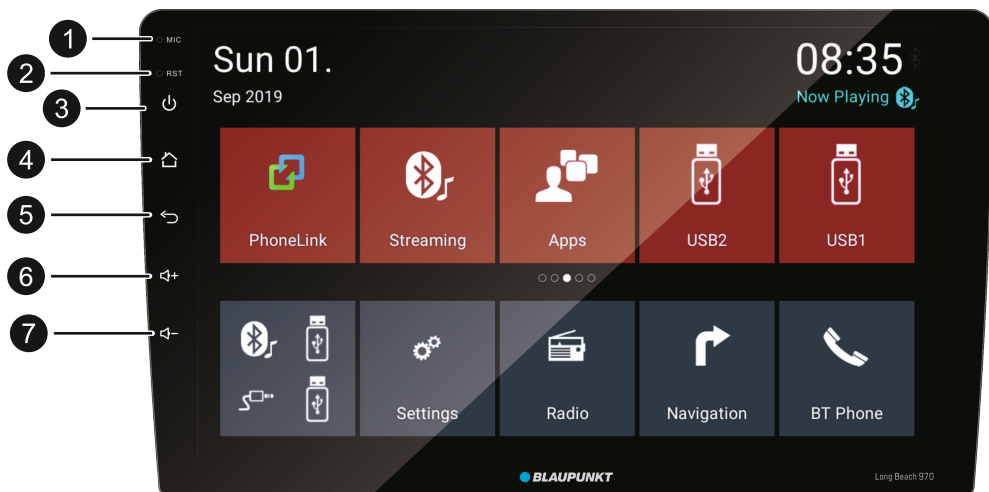 1
MIC
2
RST
3
4
5
6
7
Sun 01.
Sep 2019
08:35
Now Playing
PhoneLink
Streaming
Apps
USB2
USB1
Settings
Radio
Navigation
BT Phone
BLAUPUNKT
Long Beach 970